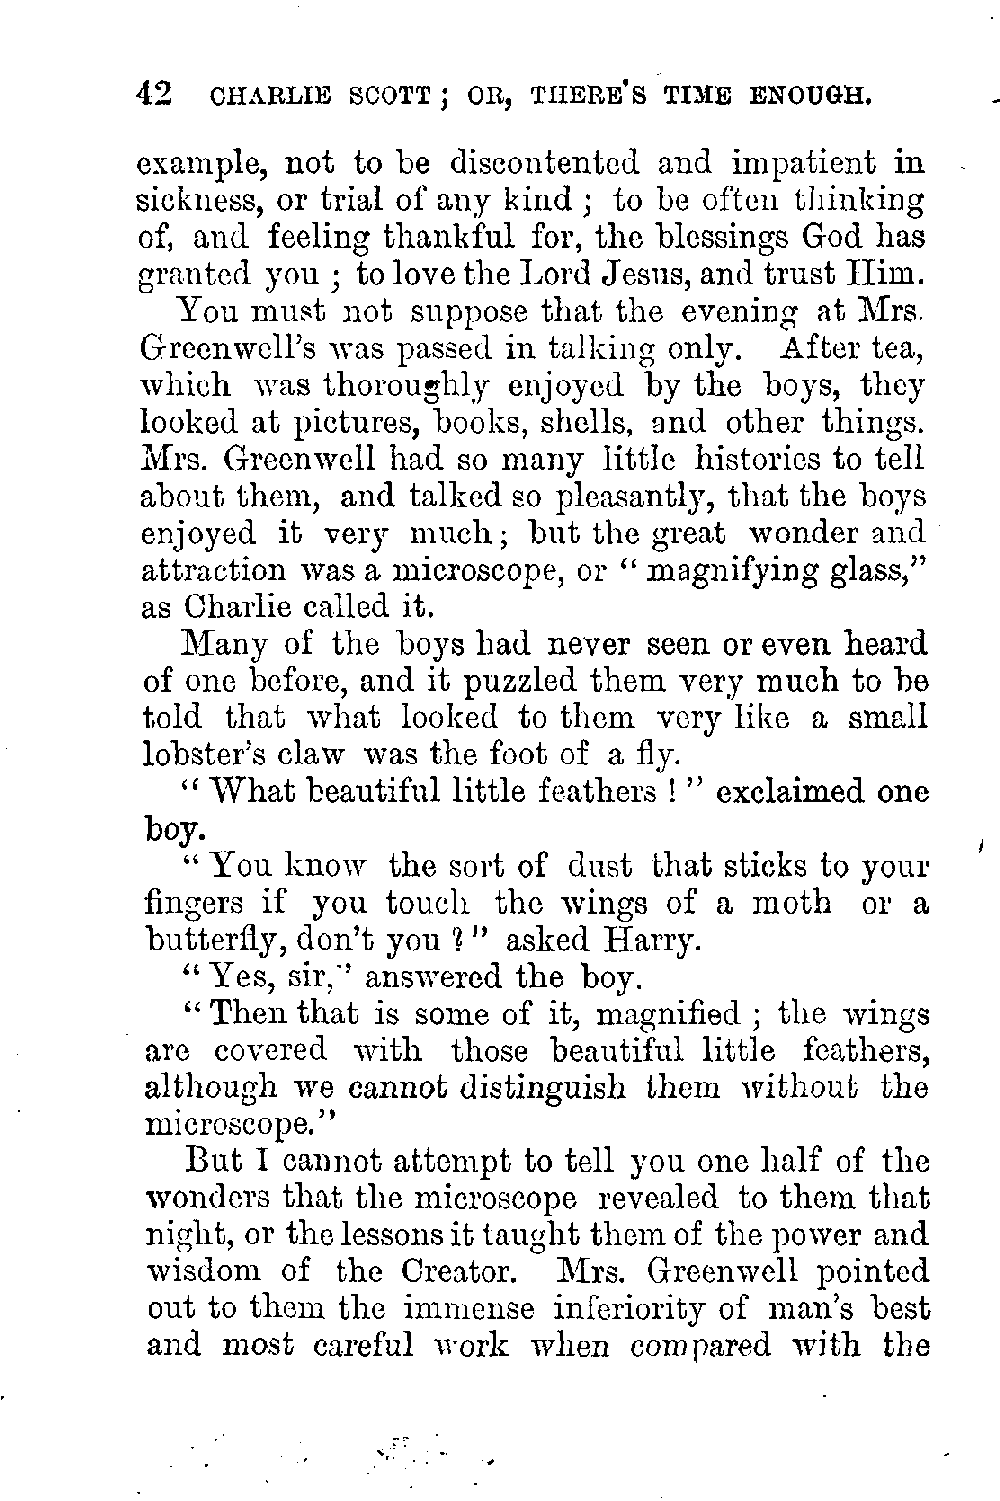 42 CHARLIE SCOTT; OR, THERE'S TIME ENOUGH.
example, not to be discontented and impatient in
sickness, or trial of any kind; to be often thinking
of, and feeling thankful for, the blessings God has
granted you; to love the Lord Jesus, and trust Him.
You must not suppose that the evening at Mrs.
Greenwell's was passed in talking only. After tea,
which was thoroughly enjoyed by the boys, they
looked at pictures, books, shells, and other things.
Mrs. Greenwell had so many little histories to tell
about them, and talked so pleasantly, that the boys
enjoyed it very much; but the great wonder and
attraction was a microscope, or "magnifying glass,"
as Charlie called it.
Many of the boys had never seen or even heard
of one before, and it puzzled them very much to be
told that what looked to them very like a small
lobster's claw was the foot of a fly.
"What beautiful little feathers!" exclaimed one
boy.
"You know the sort of dust that sticks to your
fingers if you touch the wings of a moth or a
butterfly, don't you?" asked Harry.
"Yes, sir," answered the boy.
"Then that is some of it, magnified; the wings
are covered with those beautiful little feathers,
although we cannot distinguish them without the
microscope."
But I cannot attempt to tell you one half of the
wonders that the microscope revealed to them that
night, or the lessons it taught them of the power and
wisdom of the Creator. Mrs. Greenwell pointed
out to them the immense inferiority of man's best
and most careful work when compared with the